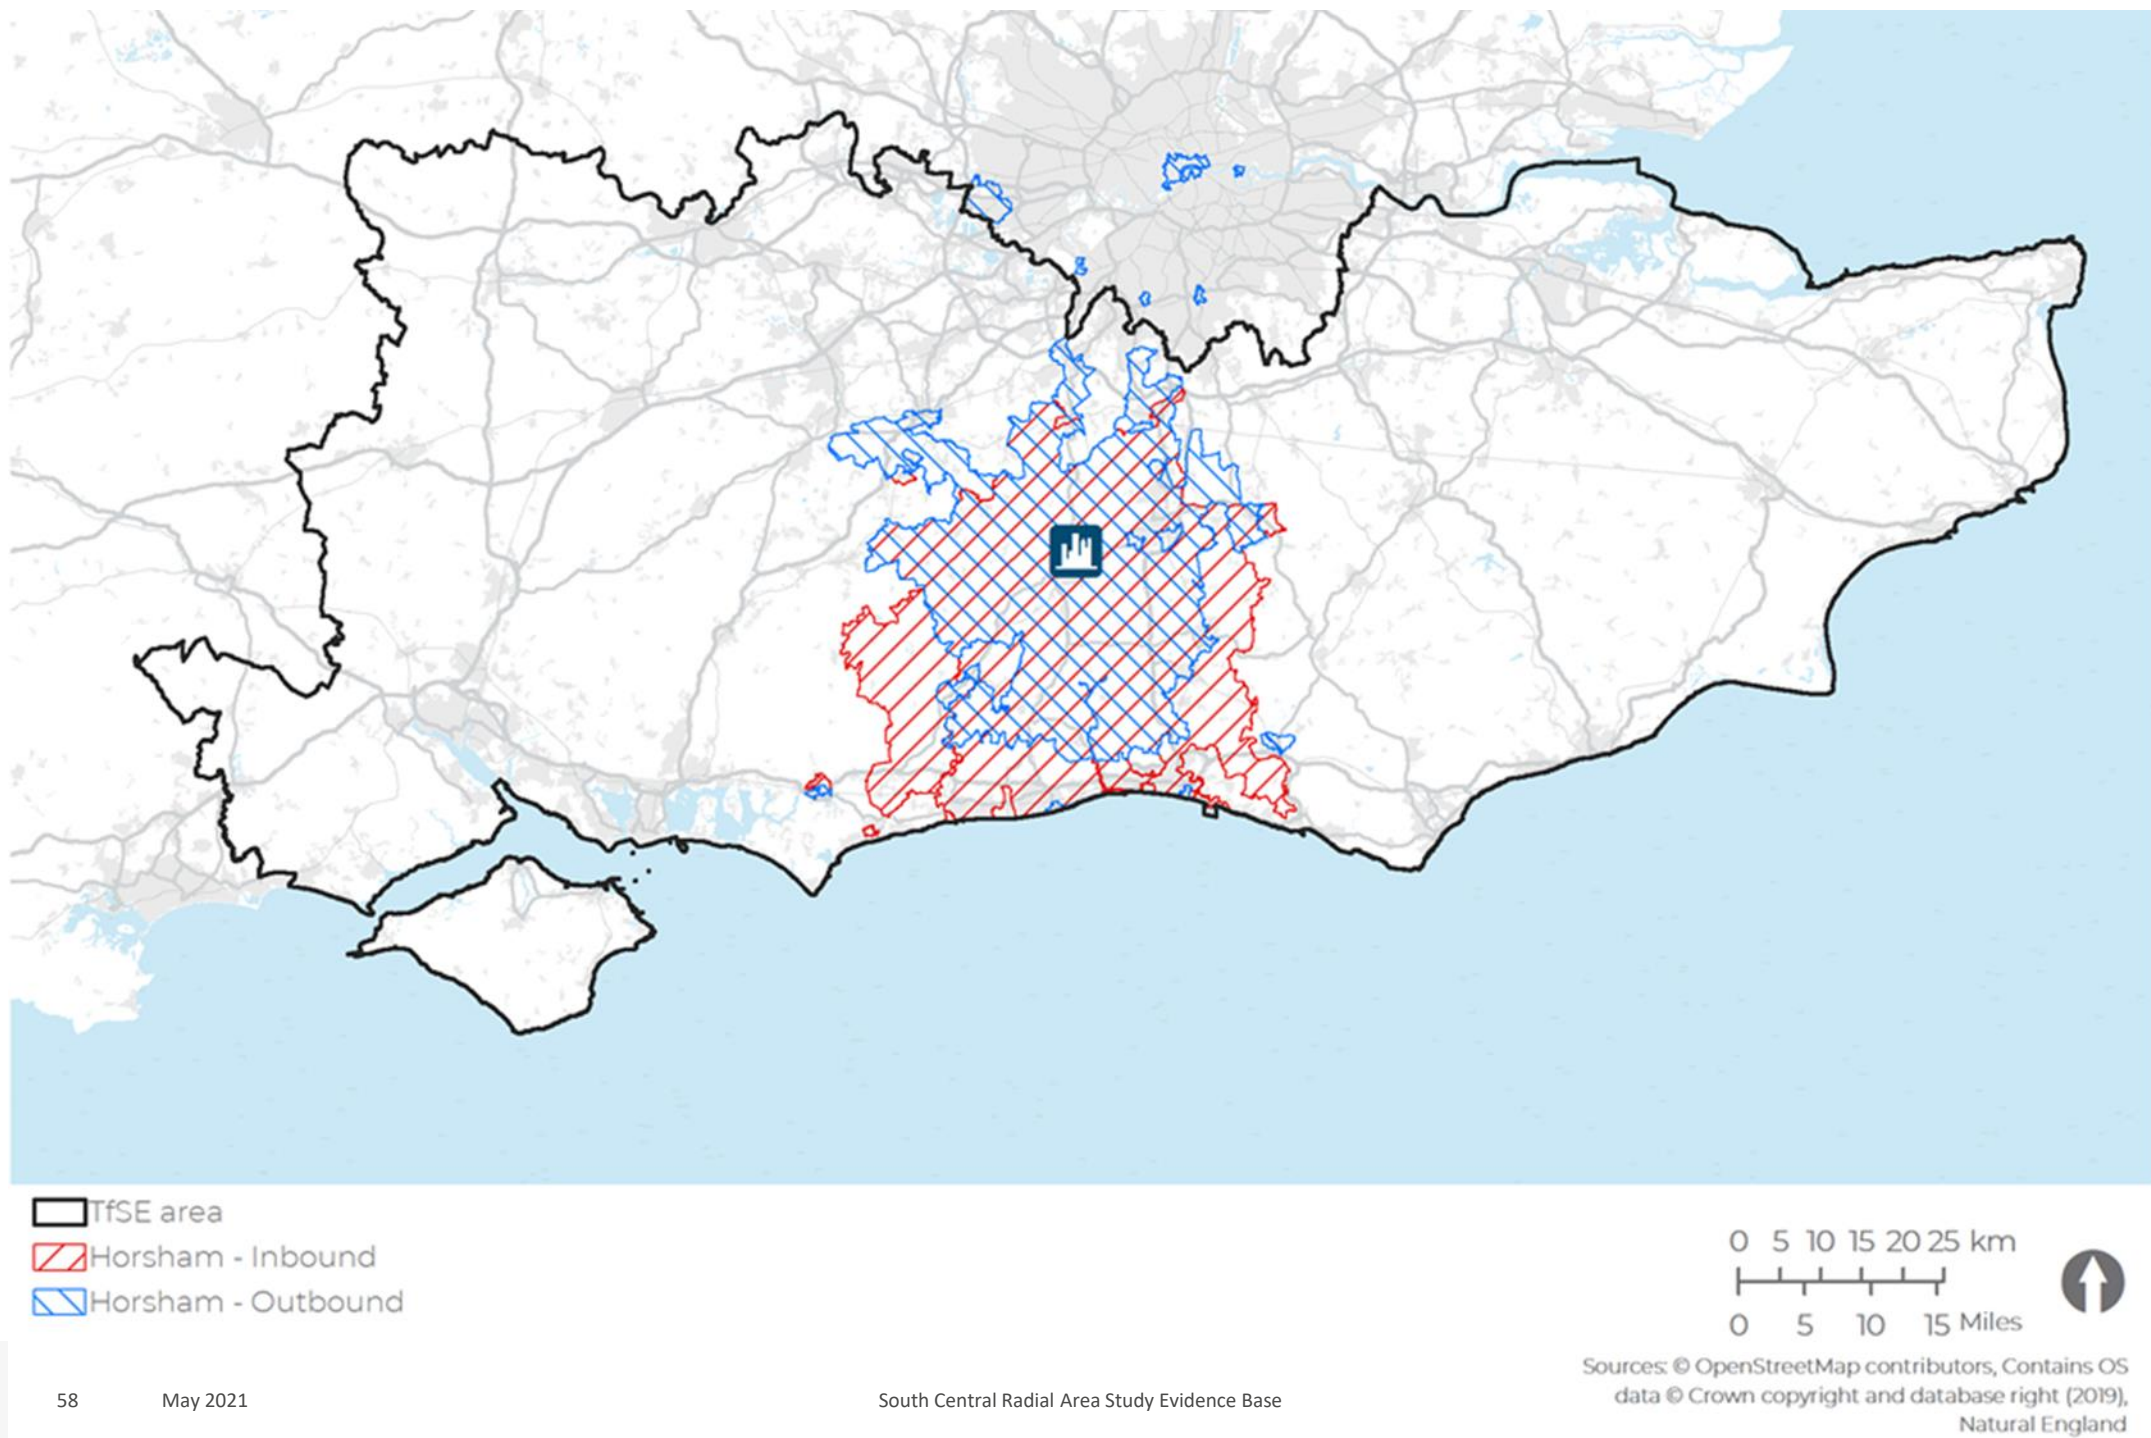 TfSE area
Horsham - Inbound
Horsham - Outbound
0 5 10 15 20 25 km
0 5 10 15 Miles
Sources: © OpenStreetMap contributors, Contains OS
data © Crown copyright and database right (2019),
Natural England
58 May 2021 South Central Radial Area Study Evidence Base